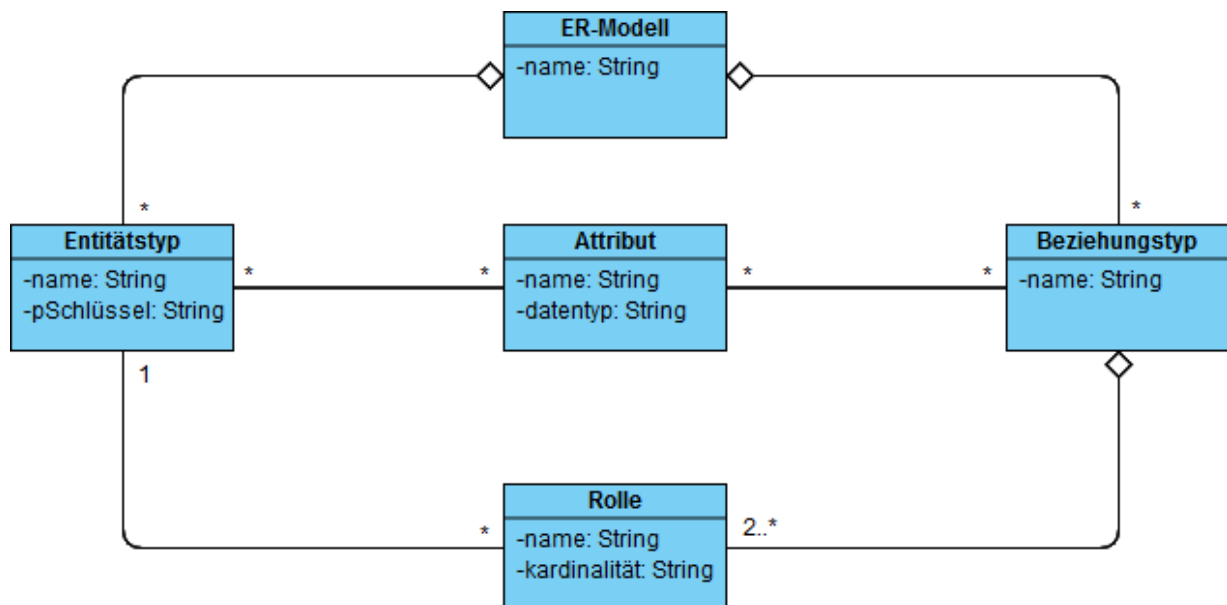 ER-Modell
-name: String
*
*
Entitätstyp
-name: String
-pSchlüssel: String
*
*
Attribut
-name: String
-datentyp: String
*
*
Beziehungstyp
-name: String
1
*
Rolle
-name: String
-kardinalität: String
2..*